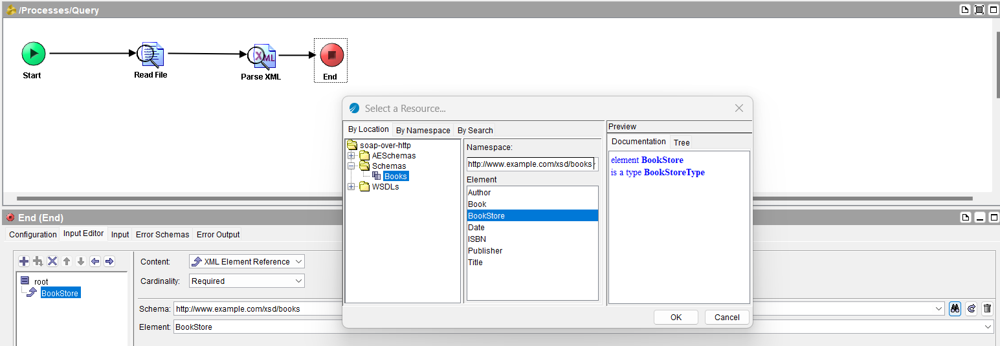 /Processes/Query
Start
Read File
XML
Parse XML
End
Select a Resource...
By Location
By Namespace
By Search
soap-over-http
AESchemas
Schemas
Books
WSDLs
Namespace:
http://www.example.com/xsd/books
Element
Author
Book
BookStore
Date
ISBN
Publisher
Title
Preview
Documentation
Tree
element BookStore
is a type BookStoreType
OK
Cancel
End (End)
Configuration
Input Editor
Input
Error Schemas
Error Output
root
BookStore
Content:
XML Element Reference
Cardinality:
Required
Schema:
http://www.example.com/xsd/books
Element:
BookStore